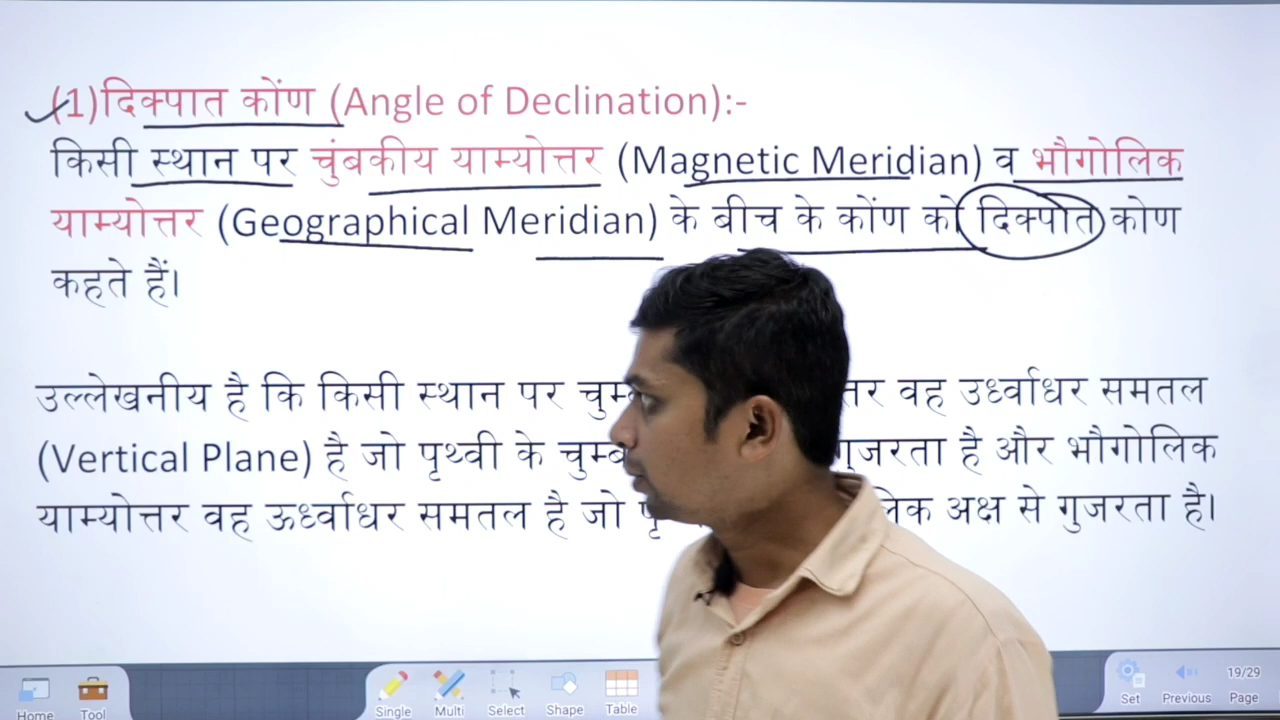 (1)दिक्पात कोंण (Angle of Declination):-
किसी स्थान पर चुंबकीय याम्योत्तर (Magnetic Meridian) व भौगोलिक
याम्योत्तर (Geographical Meridian) के बीच के कोंण को दिक्पात कोण
कहते हैं।
उल्लेखनीय है कि किसी स्थान पर वह उर्ध्वाधर समतल
(Vertical Plane) है जो पृथ्वी के गुजरता है और भौगोलिक
याम्योत्तर वह ऊर्ध्वाधर समतल है जो अक्ष से गुजरता है।
Home Tool Single Multi Select Shape Table Set Previous 19/29 Page